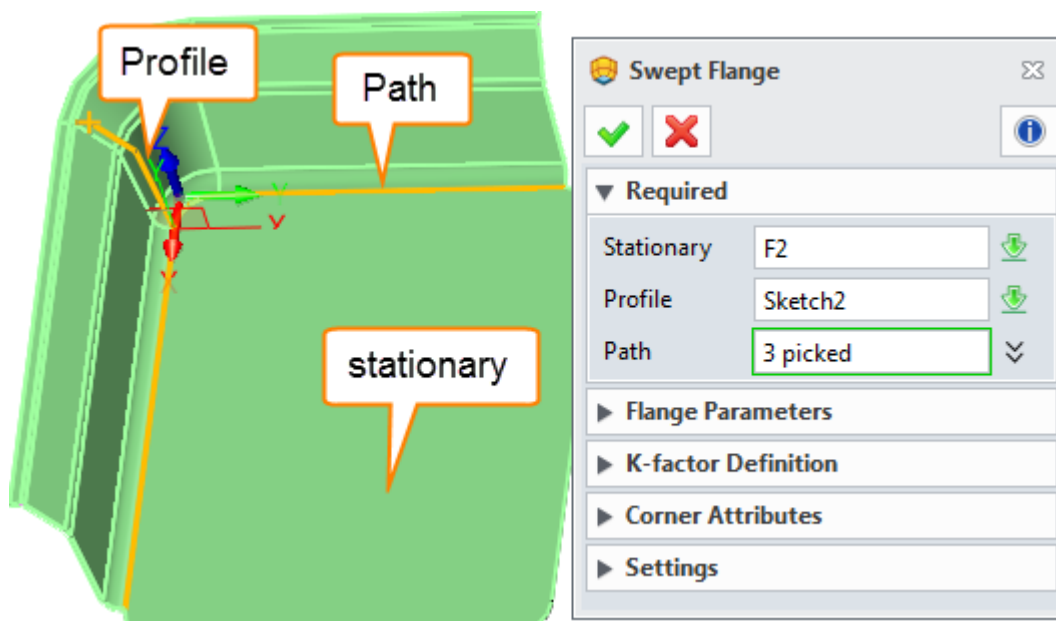 Profile
Path
stationary
Z
Y
Y
Y
X
Swept Flange
Required
Stationary F2
Profile Sketch2
Path 3 picked
Flange Parameters
K-factor Definition
Corner Attributes
Settings